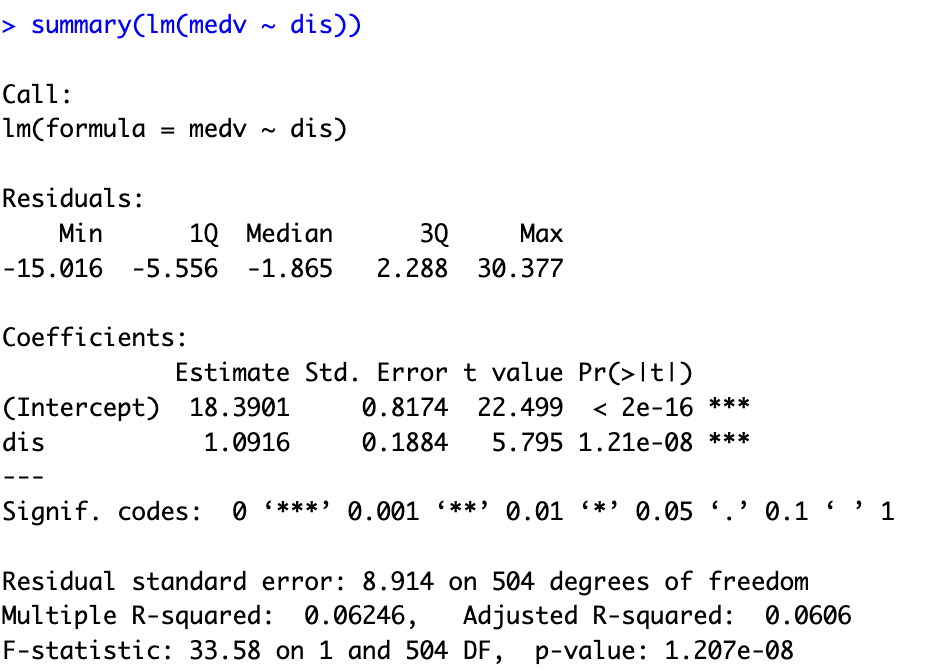 > summary(lm(medv ~ dis))
Call:
lm(formula = medv ~ dis)
Residuals:
    Min      1Q  Median      3Q     Max
-15.016  -5.556  -1.865   2.288  30.377
Coefficients:
            Estimate Std. Error t value Pr(>|t|)
(Intercept)  18.3901     0.8174  22.499  < 2e-16 ***
dis           1.0916     0.1884   5.795 1.21e-08 ***
---
Signif. codes:  0 ‘***’ 0.001 ‘**’ 0.01 ‘*’ 0.05 ‘.’ 0.1 ‘ ’ 1
Residual standard error: 8.914 on 504 degrees of freedom
Multiple R-squared:  0.06246,   Adjusted R-squared:  0.0606
F-statistic: 33.58 on 1 and 504 DF,  p-value: 1.207e-08